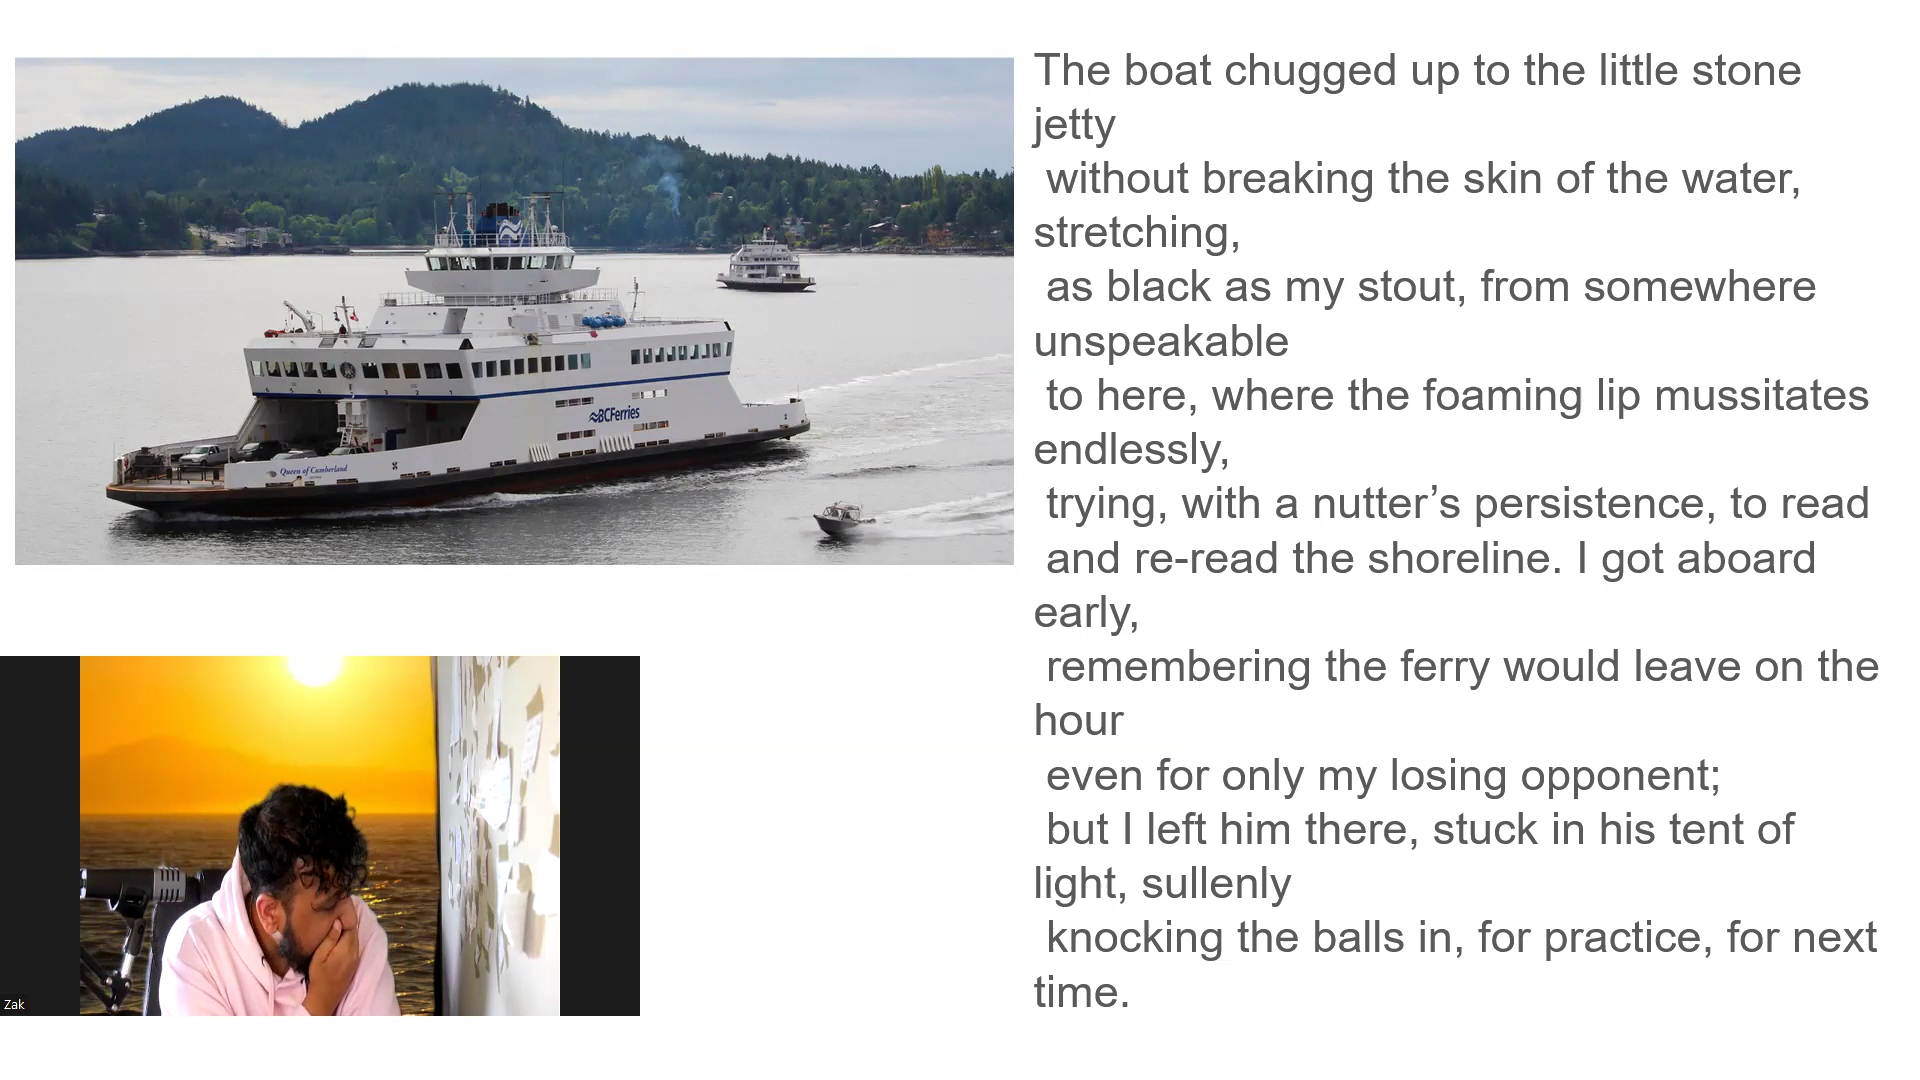 The boat chugged up to the little stone
jetty
without breaking the skin of the water,
stretching,
as black as my stout, from somewhere
unspeakable
to here, where the foaming lip mussitates
endlessly,
trying, with a nutter’s persistence, to read
and re-read the shoreline. I got aboard
early,
remembering the ferry would leave on the
hour
even for only my losing opponent;
but I left him there, stuck in his tent of
light, sullenly
knocking the balls in, for practice, for next
time.
BCFerries
Queen of Cumberland
Zak